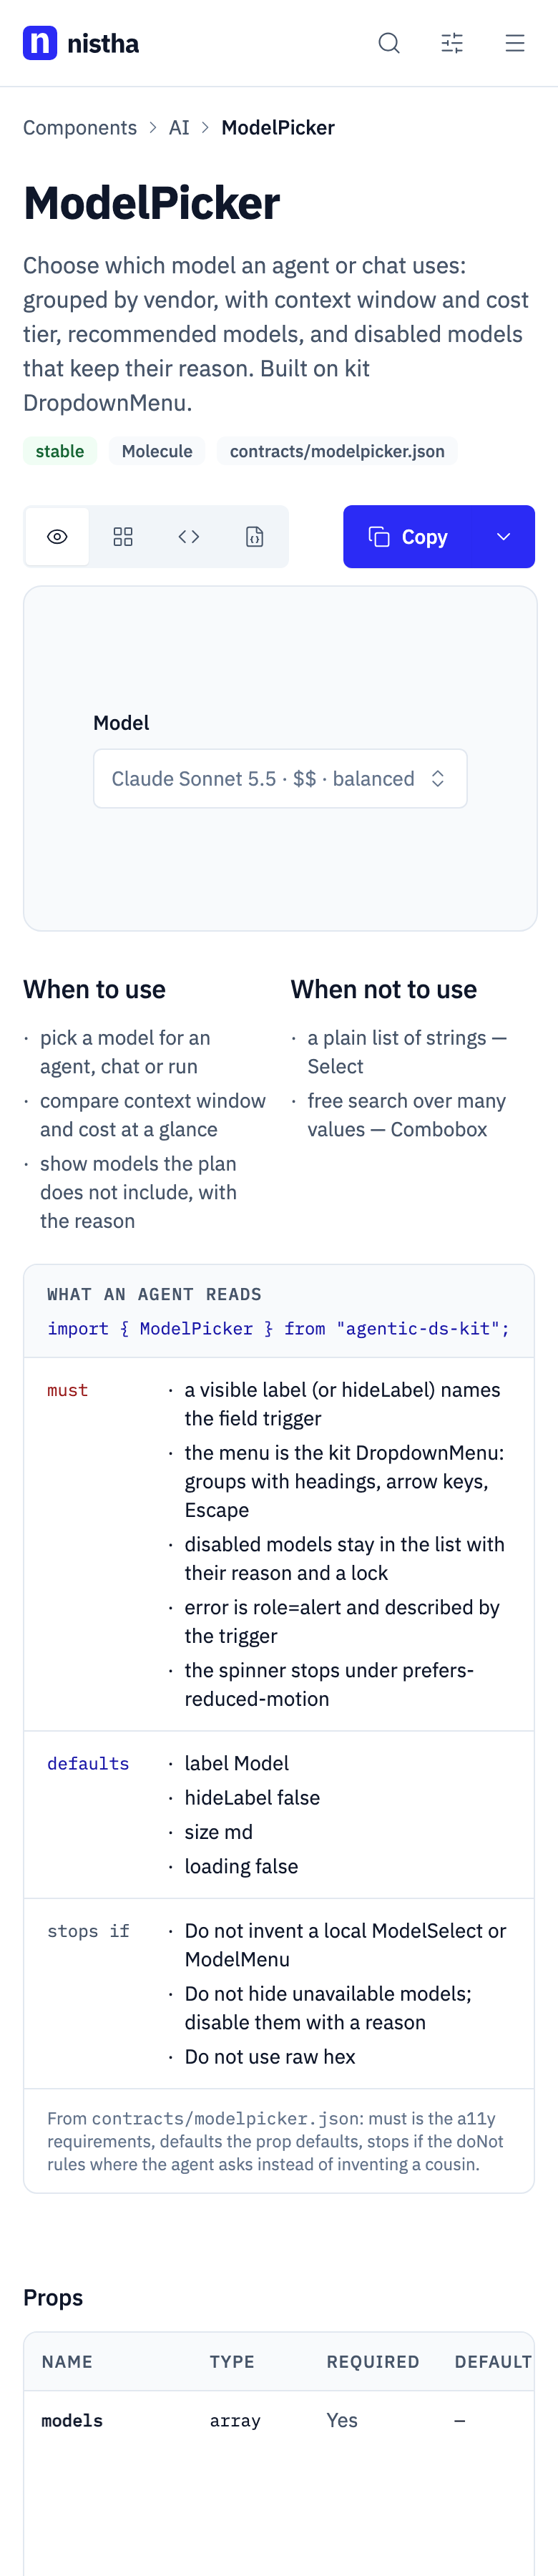 n nistha
Components > AI > ModelPicker
ModelPicker
Choose which model an agent or chat uses:
grouped by vendor, with context window and cost
tier, recommended models, and disabled models
that keep their reason. Built on kit
DropdownMenu.
stable Molecule contracts/modelpicker.json
Copy
Model
Claude Sonnet 5.5 · $$ · balanced
When to use
· pick a model for an
agent, chat or run
· compare context window
and cost at a glance
· show models the plan
does not include, with
the reason
When not to use
· a plain list of strings —
Select
· free search over many
values — Combobox
WHAT AN AGENT READS
import { ModelPicker } from "agentic-ds-kit";
must
· a visible label (or hideLabel) names
the field trigger
· the menu is the kit DropdownMenu:
groups with headings, arrow keys,
Escape
· disabled models stay in the list with
their reason and a lock
· error is role=alert and described by
the trigger
· the spinner stops under prefers-
reduced-motion
defaults
· label Model
· hideLabel false
· size md
· loading false
stops if
· Do not invent a local ModelSelect or
ModelMenu
· Do not hide unavailable models;
disable them with a reason
· Do not use raw hex
From contracts/modelpicker.json: must is the a11y
requirements, defaults the prop defaults, stops if the doNot
rules where the agent asks instead of inventing a cousin.
Props
NAME TYPE REQUIRED DEFAULT
models array Yes —